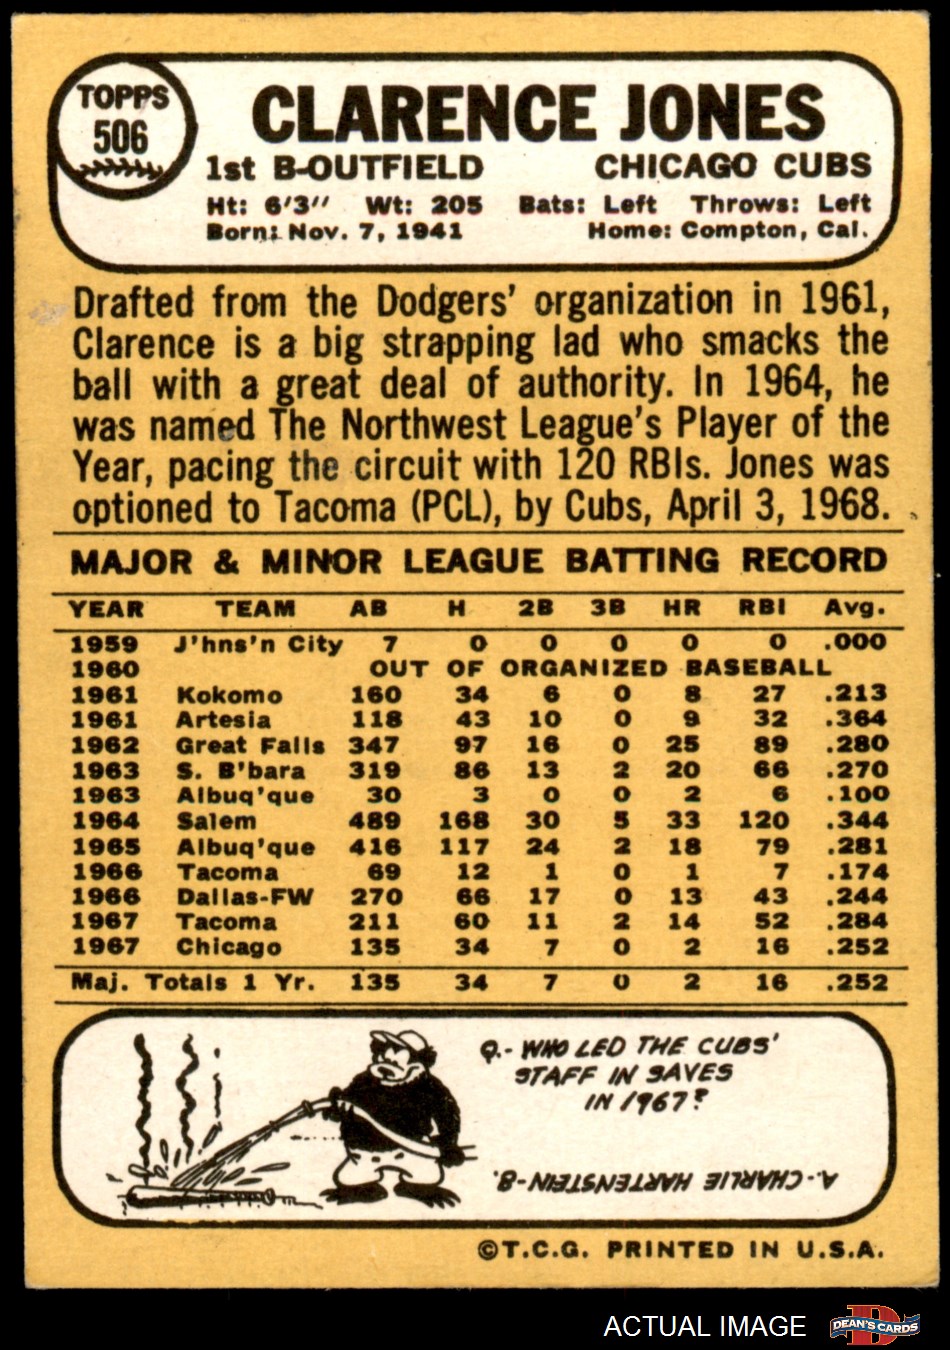 TOPPS
506
CLARENCE JONES
1st B-OUTFIELD CHICAGO CUBS
Ht: 6'3" Wt: 205 Bats: Left Throws: Left
Born: Nov. 7, 1941 Home: Compton, Cal.
Drafted from the Dodgers' organization in 1961,
Clarence is a big strapping lad who smacks the
ball with a great deal of authority. In 1964, he
was named The Northwest League's Player of the
Year, pacing the circuit with 120 RBIs. Jones was
optioned to Tacoma (PCL), by Cubs, April 3, 1968.
MAJOR & MINOR LEAGUE BATTING RECORD
YEAR TEAM AB H 2B 3B HR RBI Avg.
1959 J'hns'n City 7 0 0 0 0 0 .000
1960 OUT OF ORGANIZED BASEBALL
1961 Kokomo 160 34 6 0 8 27 .213
1961 Artesia 118 43 10 0 9 32 .364
1962 Great Falls 347 97 16 0 25 89 .280
1963 S. B'bara 319 86 13 2 20 66 .270
1963 Albuq'que 30 3 0 0 2 6 .100
1964 Salem 489 168 30 5 33 120 .344
1965 Albuq'que 416 117 24 2 18 79 .281
1966 Tacoma 69 12 1 0 1 7 .174
1966 Dallas-FW 270 66 17 0 13 43 .244
1967 Tacoma 211 60 11 2 14 52 .284
1967 Chicago 135 34 7 0 2 16 .252
Maj. Totals 1 Yr. 135 34 7 0 2 16 .252
Q.- WHO LED THE CUBS'
STAFF IN SAVES
IN 1967?
A.- CHARLIE HARTENSTEIN-8.
©T.C.G. PRINTED IN U.S.A.
ACTUAL IMAGE
DEAN'S CARDS